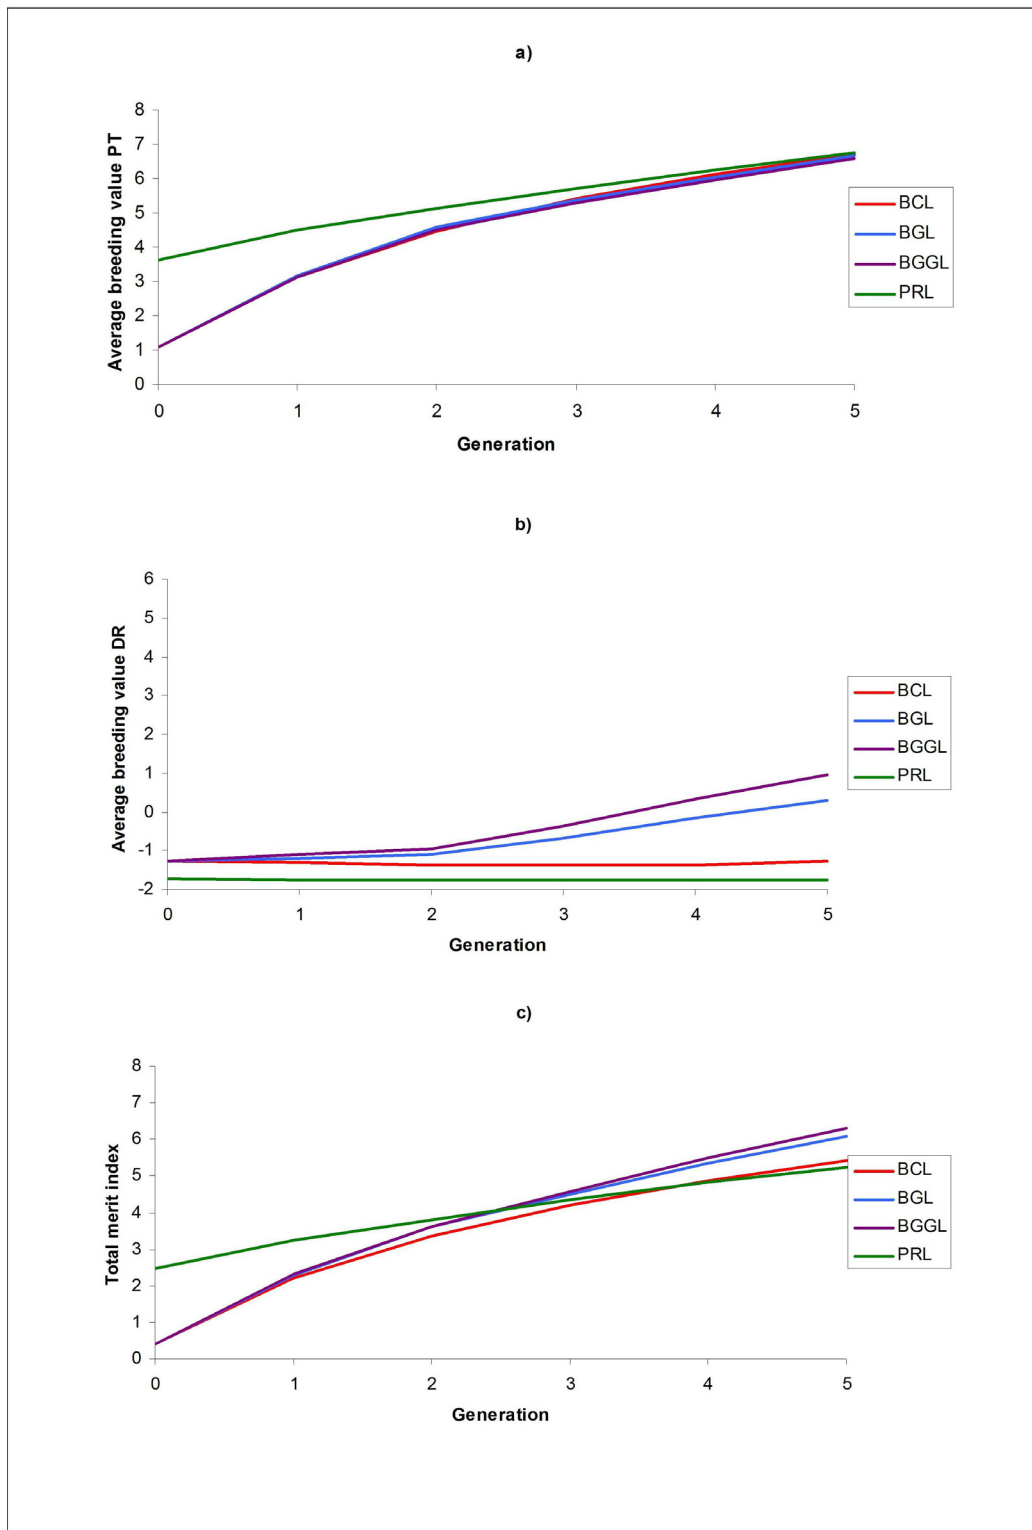 a)
Average breeding value PT
8
7
6
5
4
3
2
1
0
0 1 2 3 4 5
Generation
BCL
BGL
BGGL
PRL
b)
Average breeding value DR
6
5
4
3
2
1
0
-1
-2
0 1 2 3 4 5
Generation
BCL
BGL
BGGL
PRL
c)
Total merit index
8
7
6
5
4
3
2
1
0
0 1 2 3 4 5
Generation
BCL
BGL
BGGL
PRL